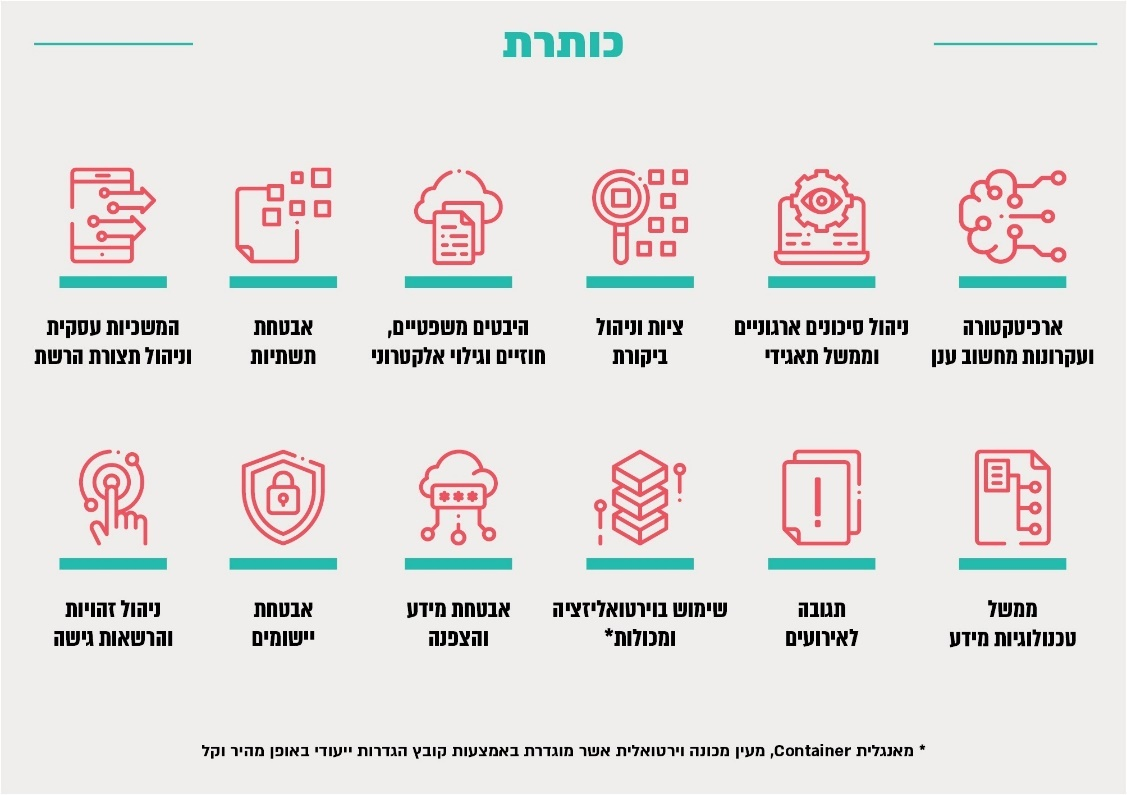 כותרת
ארכיטקטורה
ועקרונות מחשוב ענן
ניהול סיכונים ארגוניים
וממשל תאגידי
ציות וניהול
ביקורת
היבטים משפטיים,
חוזיים וגילוי אלקטרוני
אבטחת
תשתיות
המשכיות עסקית
וניהול תצורת הרשת
ממשל
טכנולוגיות מידע
תגובה
לאירועים
שימוש בוירטואליזציה
ומכולות*
אבטחת מידע
והצפנה
אבטחת
יישומים
ניהול זהויות
והרשאות גישה
* מאנגלית Container, מעין מכונה וירטואלית אשר מוגדרת באמצעות קובץ הגדרות ייעודי באופן מהיר וקל